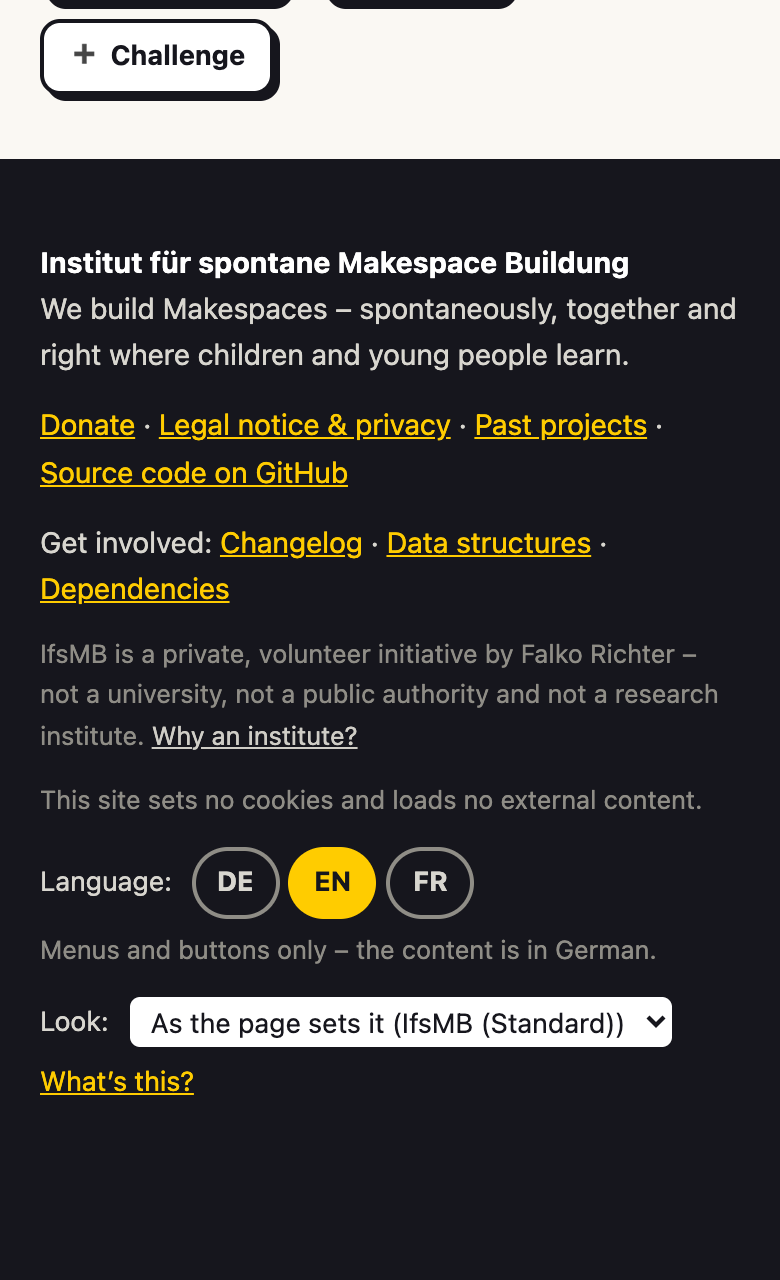 + Challenge
Institut für spontane Makespace Buildung
We build Makespaces – spontaneously, together and
right where children and young people learn.
Donate · Legal notice & privacy · Past projects ·
Source code on GitHub
Get involved: Changelog · Data structures ·
Dependencies
IfsMB is a private, volunteer initiative by Falko Richter –
not a university, not a public authority and not a research
institute. Why an institute?
This site sets no cookies and loads no external content.
Language: DE EN FR
Menus and buttons only – the content is in German.
Look: As the page sets it (IfsMB (Standard))
What’s this?